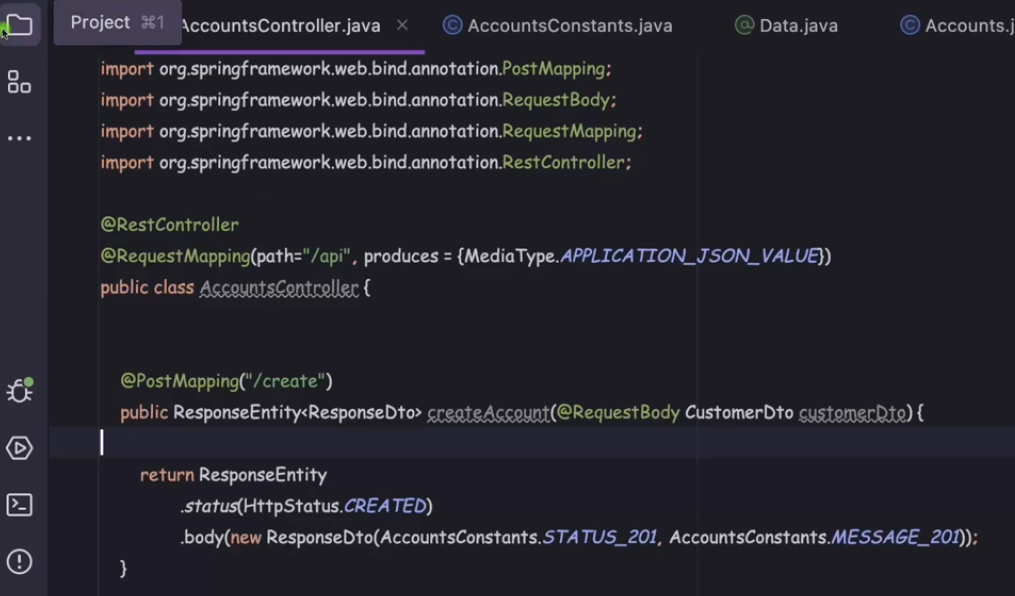 Project ⌘1
AccountsController.java × AccountsConstants.java Data.java Accounts.j
import org.springframework.web.bind.annotation.PostMapping;
import org.springframework.web.bind.annotation.RequestBody;
import org.springframework.web.bind.annotation.RequestMapping;
import org.springframework.web.bind.annotation.RestController;
@RestController
@RequestMapping(path="/api", produces = {MediaType.APPLICATION_JSON_VALUE})
public class AccountsController {
@PostMapping("/create")
public ResponseEntity<ResponseDto> createAccount(@RequestBody CustomerDto customerDto) {
return ResponseEntity
.status(HttpStatus.CREATED)
.body(new ResponseDto(AccountsConstants.STATUS_201, AccountsConstants.MESSAGE_201));
}